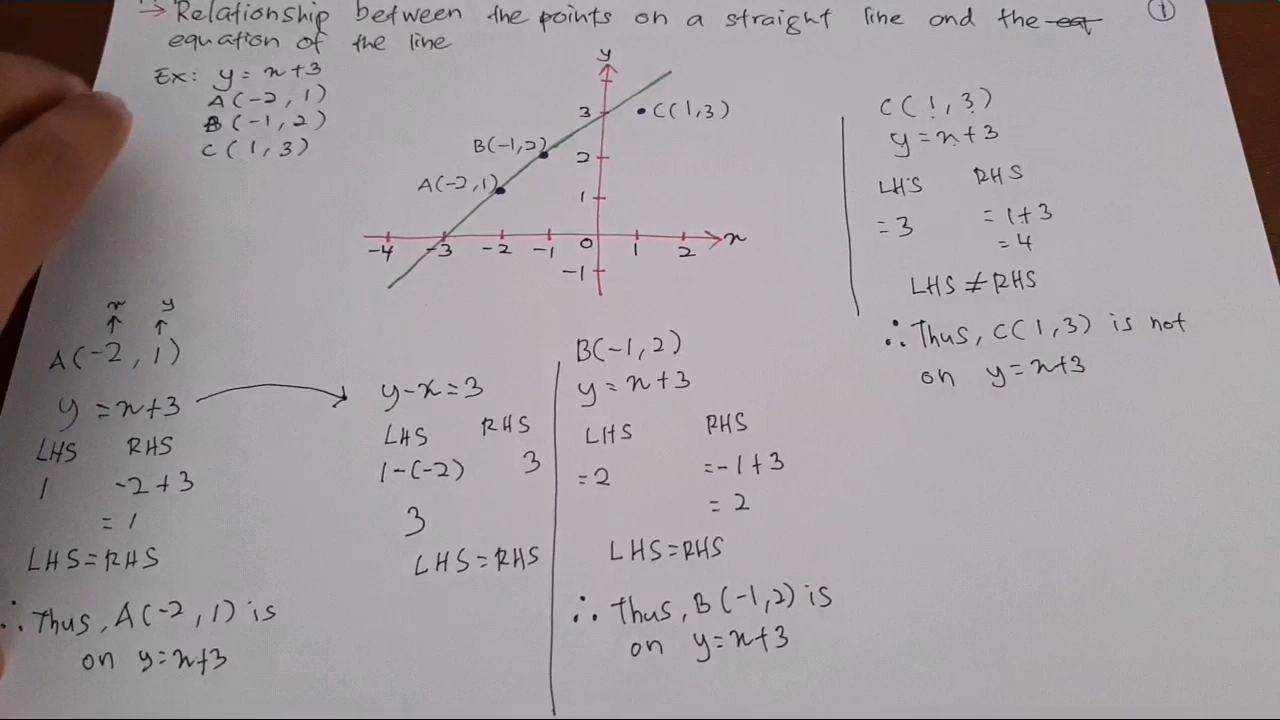 → Relationship between the points on a straight line and the eq
①
equation of the line
Ex: y = x+3
A(-2, 1)
B(-1, 2)
C(1, 3)
y
3
C(1,3)
B(-1,2)
2
A(-2,1)
1
-4 -3 -2 -1 0 1 2 x
-1
x y
↑ ↑
A(-2, 1)
y = x+3
LHS RHS
1 -2+3
= 1
LHS=RHS
∴ Thus, A(-2, 1) is
on y=x+3
y-x=3
LHS RHS
1-(-2) 3
3
LHS=RHS
B(-1, 2)
y = x+3
LHS RHS
=2 =-1+3
= 2
LHS=RHS
∴ Thus, B(-1,2) is
on y=x+3
C(1, 3)
y=x+3
LHS RHS
=3 =1+3
=4
LHS ≠ RHS
∴ Thus, C(1,3) is not
on y=x+3